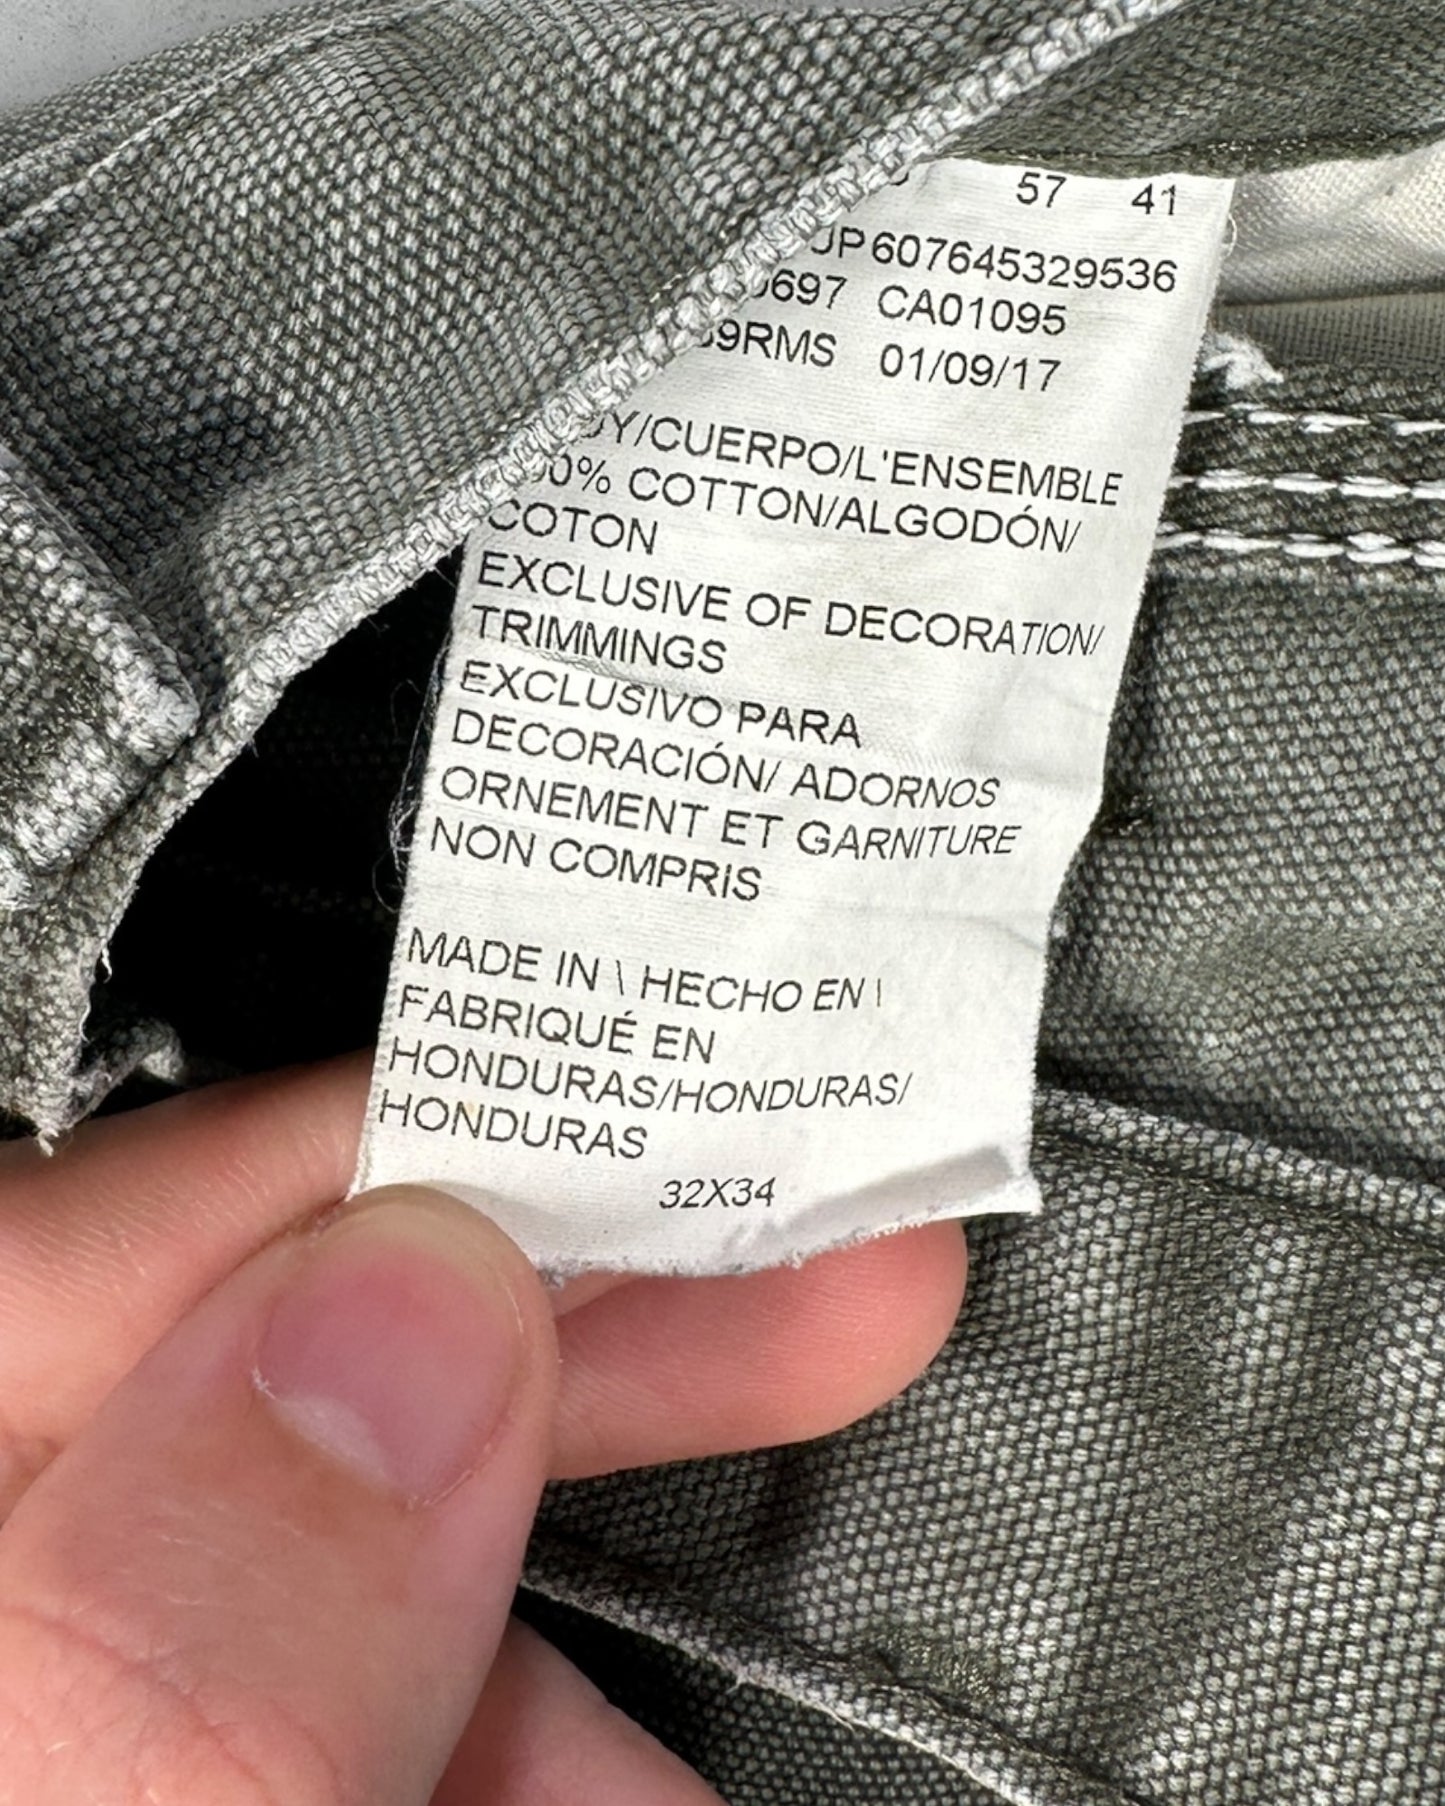 57 41
607645329536
CA01095
01/09/17
/CUERPO/L'ENSEMBLE
COTTON/ALGODÓN/
COTON
EXCLUSIVE OF DECORATION/
TRIMMINGS
EXCLUSIVO PARA
DECORACIÓN/ ADORNOS
ORNEMENT ET GARNITURE
NON COMPRIS
MADE IN \ HECHO EN \
FABRIQUÉ EN
HONDURAS/HONDURAS/
HONDURAS
32X34